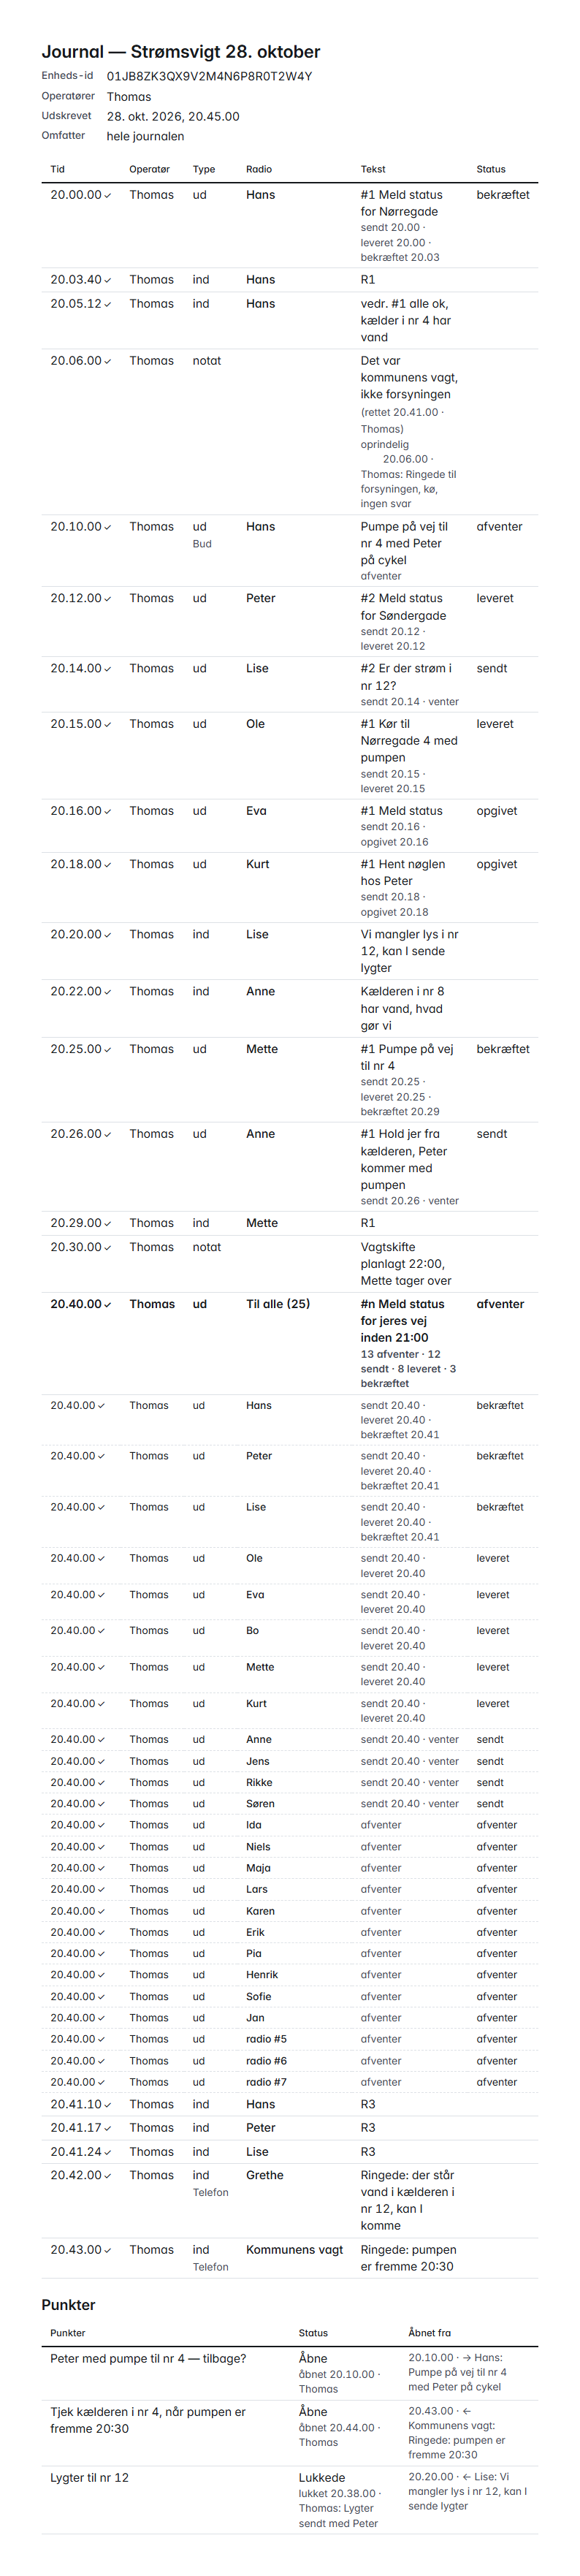 Journal — Strømsvigt 28. oktober
Enheds-id 01JB8ZK3QX9V2M4N6P8R0T2W4Y
Operatører Thomas
Udskrevet 28. okt. 2026, 20.45.00
Omfatter hele journalen
Tid Operatør Type Radio Tekst Status
20.00.00 ✓ Thomas ud Hans #1 Meld status bekræftet
for Nørregade
sendt 20.00 ·
leveret 20.00 ·
bekræftet 20.03
20.03.40 ✓ Thomas ind Hans R1
20.05.12 ✓ Thomas ind Hans vedr. #1 alle ok,
kælder i nr 4 har
vand
20.06.00 ✓ Thomas notat Det var
kommunens vagt,
ikke forsyningen
(rettet 20.41.00 ·
Thomas)
oprindelig
20.06.00 ·
Thomas: Ringede til
forsyningen, kø,
ingen svar
20.10.00 ✓ Thomas ud Hans Pumpe på vej til afventer
Bud nr 4 med Peter
på cykel
afventer
20.12.00 ✓ Thomas ud Peter #2 Meld status leveret
for Søndergade
sendt 20.12 ·
leveret 20.12
20.14.00 ✓ Thomas ud Lise #2 Er der strøm i sendt
nr 12?
sendt 20.14 · venter
20.15.00 ✓ Thomas ud Ole #1 Kør til leveret
Nørregade 4 med
pumpen
sendt 20.15 ·
leveret 20.15
20.16.00 ✓ Thomas ud Eva #1 Meld status opgivet
sendt 20.16 ·
opgivet 20.16
20.18.00 ✓ Thomas ud Kurt #1 Hent nøglen opgivet
hos Peter
sendt 20.18 ·
opgivet 20.18
20.20.00 ✓ Thomas ind Lise Vi mangler lys i nr
12, kan I sende
lygter
20.22.00 ✓ Thomas ind Anne Kælderen i nr 8
har vand, hvad
gør vi
20.25.00 ✓ Thomas ud Mette #1 Pumpe på vej bekræftet
til nr 4
sendt 20.25 ·
leveret 20.25 ·
bekræftet 20.29
20.26.00 ✓ Thomas ud Anne #1 Hold jer fra sendt
kælderen, Peter
kommer med
pumpen
sendt 20.26 · venter
20.29.00 ✓ Thomas ind Mette R1
20.30.00 ✓ Thomas notat Vagtskifte
planlagt 22:00,
Mette tager over
20.40.00 ✓ Thomas ud Til alle (25) #n Meld status afventer
for jeres vej
inden 21:00
13 afventer · 12
sendt · 8 leveret · 3
bekræftet
20.40.00 ✓ Thomas ud Hans sendt 20.40 · bekræftet
leveret 20.40 ·
bekræftet 20.41
20.40.00 ✓ Thomas ud Peter sendt 20.40 · bekræftet
leveret 20.40 ·
bekræftet 20.41
20.40.00 ✓ Thomas ud Lise sendt 20.40 · bekræftet
leveret 20.40 ·
bekræftet 20.41
20.40.00 ✓ Thomas ud Ole sendt 20.40 · leveret
leveret 20.40
20.40.00 ✓ Thomas ud Eva sendt 20.40 · leveret
leveret 20.40
20.40.00 ✓ Thomas ud Bo sendt 20.40 · leveret
leveret 20.40
20.40.00 ✓ Thomas ud Mette sendt 20.40 · leveret
leveret 20.40
20.40.00 ✓ Thomas ud Kurt sendt 20.40 · leveret
leveret 20.40
20.40.00 ✓ Thomas ud Anne sendt 20.40 · venter sendt
20.40.00 ✓ Thomas ud Jens sendt 20.40 · venter sendt
20.40.00 ✓ Thomas ud Rikke sendt 20.40 · venter sendt
20.40.00 ✓ Thomas ud Søren sendt 20.40 · venter sendt
20.40.00 ✓ Thomas ud Ida afventer afventer
20.40.00 ✓ Thomas ud Niels afventer afventer
20.40.00 ✓ Thomas ud Maja afventer afventer
20.40.00 ✓ Thomas ud Lars afventer afventer
20.40.00 ✓ Thomas ud Karen afventer afventer
20.40.00 ✓ Thomas ud Erik afventer afventer
20.40.00 ✓ Thomas ud Pia afventer afventer
20.40.00 ✓ Thomas ud Henrik afventer afventer
20.40.00 ✓ Thomas ud Sofie afventer afventer
20.40.00 ✓ Thomas ud Jan afventer afventer
20.40.00 ✓ Thomas ud radio #5 afventer afventer
20.40.00 ✓ Thomas ud radio #6 afventer afventer
20.40.00 ✓ Thomas ud radio #7 afventer afventer
20.41.10 ✓ Thomas ind Hans R3
20.41.17 ✓ Thomas ind Peter R3
20.41.24 ✓ Thomas ind Lise R3
20.42.00 ✓ Thomas ind Grethe Ringede: der står
Telefon vand i kælderen i
nr 12, kan I
komme
20.43.00 ✓ Thomas ind Kommunens vagt Ringede: pumpen
Telefon er fremme 20:30
Punkter
Punkter Status Åbnet fra
Peter med pumpe til nr 4 — tilbage? Åbne 20.10.00 · → Hans:
åbnet 20.10.00 · Pumpe på vej til nr 4
Thomas med Peter på cykel
Tjek kælderen i nr 4, når pumpen er Åbne 20.43.00 · ←
fremme 20:30 åbnet 20.44.00 · Kommunens vagt:
Thomas Ringede: pumpen er
fremme 20:30
Lygter til nr 12 Lukkede 20.20.00 · ← Lise: Vi
lukket 20.38.00 · mangler lys i nr 12, kan I
Thomas: Lygter sende lygter
sendt med Peter